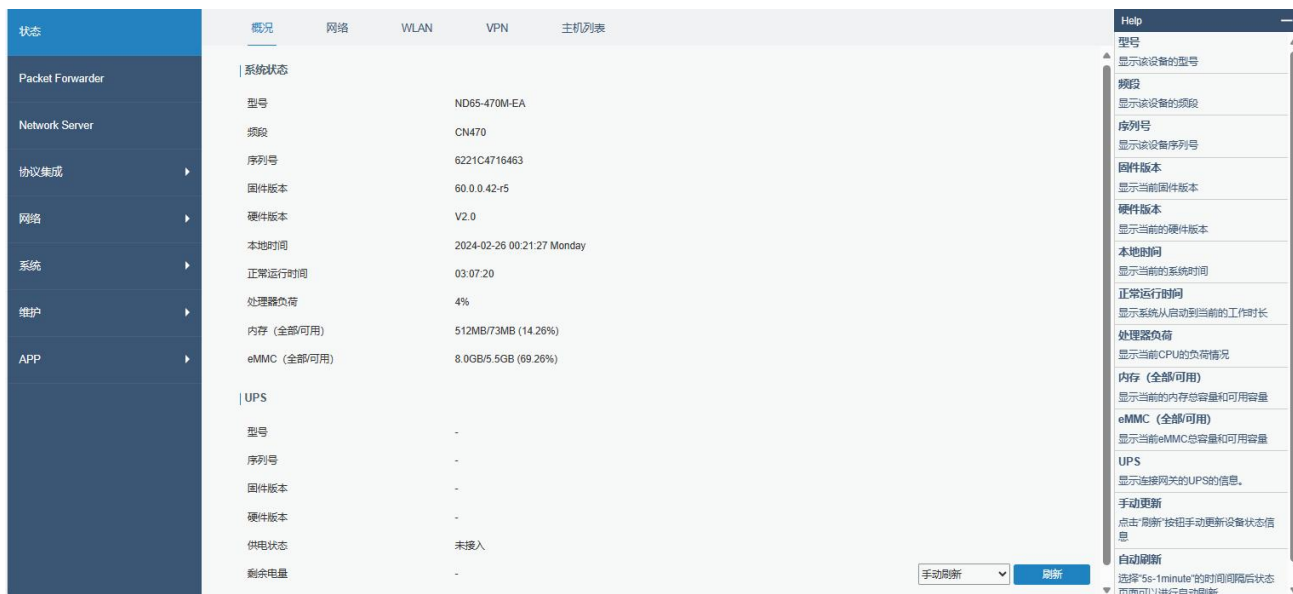 状态
Packet Forwarder
Network Server
协议集成
网络
系统
维护
APP
概况 网络 WLAN VPN 主机列表
系统状态
型号 ND65-470M-EA
频段 CN470
序列号 6221C4716463
固件版本 60.0.0.42-r5
硬件版本 V2.0
本地时间 2024-02-26 00:21:27 Monday
正常运行时间 03:07:20
处理器负荷 4%
内存（全部/可用） 512MB/73MB (14.26%)
eMMC（全部/可用） 8.0GB/5.5GB (69.26%)
UPS
型号 -
序列号 -
固件版本 -
硬件版本 -
供电状态 未接入
剩余电量 -
手动刷新 刷新
Help
型号
显示该设备的型号
频段
显示该设备的频段
序列号
显示该设备序列号
固件版本
显示当前固件版本
硬件版本
显示当前的硬件版本
本地时间
显示当前的系统时间
正常运行时间
显示系统从启动到当前的工作时长
处理器负荷
显示当前CPU的负荷情况
内存（全部/可用）
显示当前的内存总容量和可用容量
eMMC（全部/可用）
显示当前eMMC总容量和可用容量
UPS
显示连接网关的UPS的信息。
手动更新
点击“刷新”按钮手动更新设备状态信
息
自动刷新
选择“5s-1minute”的时间间隔后状态
页面可以进行自动刷新